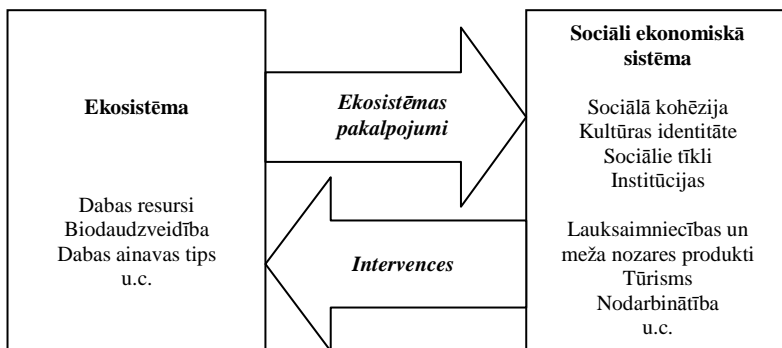 Ekosistēma
Dabas resursi
Biodaudzveidība
Dabas ainavas tips
u.c.
Ekosistēmas
pakalpojumi
Intervences
Sociāli ekonomiskā
sistēma
Sociālā kohēzija
Kultūras identitāte
Sociālie tīkli
Institūcijas
Lauksaimniecības un
meža nozares produkti
Tūrisms
Nodarbinātība
u.c.